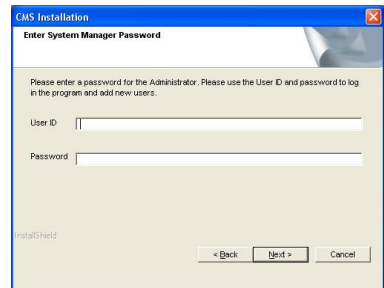 CMS Installation
Enter System Manager Password
Please enter a password for the Administrator. Please use the User ID and password to log
in the program and add new users.
User ID
Password
InstallShield
< Back
Next >
Cancel